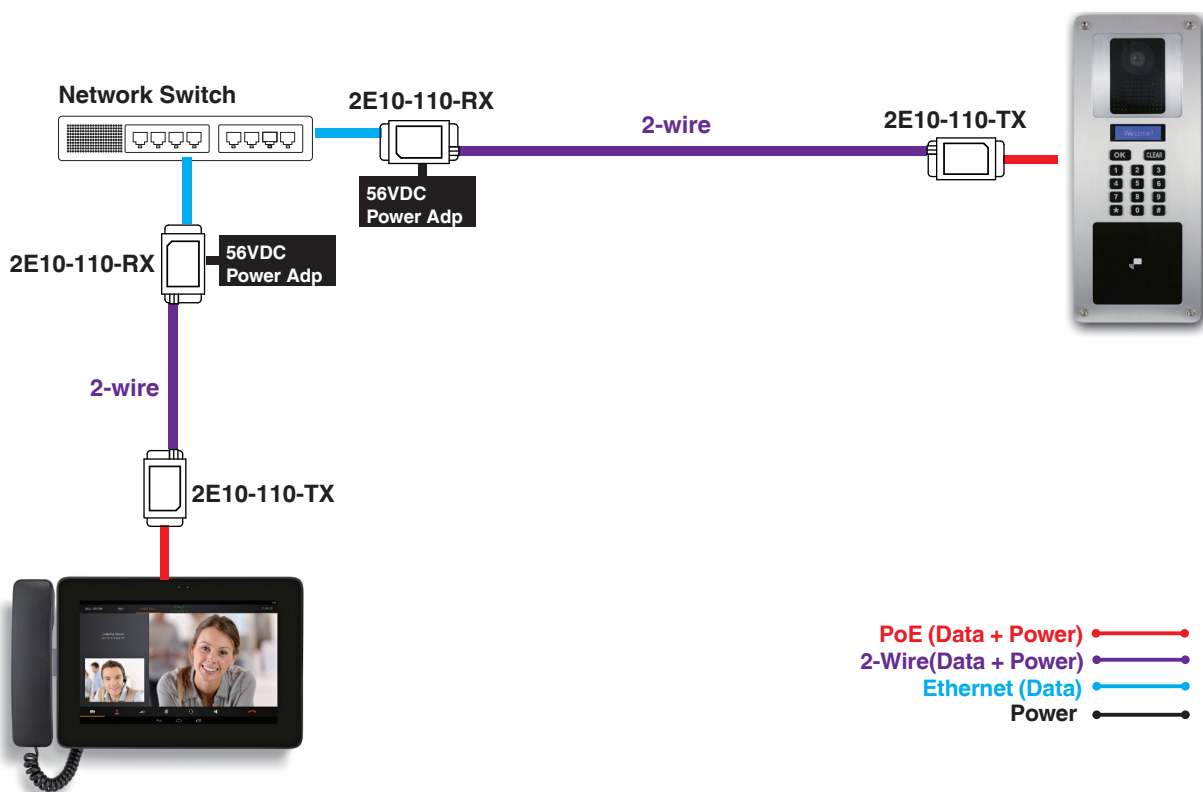 Network Switch
2E10-110-RX
2-wire
2E10-110-TX
Welcome !
OK CLEAR
1 2 3
4 5 6
7 8 9
* 0 #
56VDC
Power Adp
2E10-110-RX
56VDC
Power Adp
2-wire
2E10-110-TX
PoE (Data + Power)
2-Wire(Data + Power)
Ethernet (Data)
Power